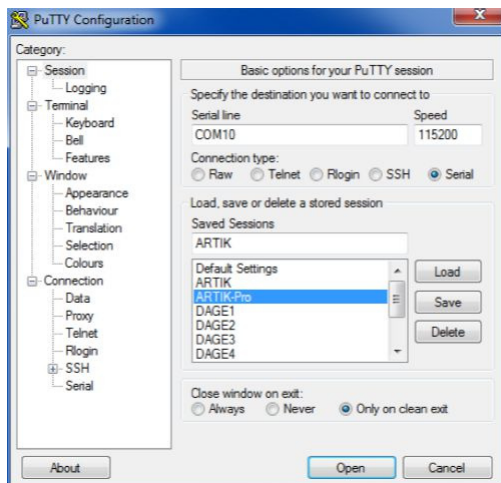 PuTTY Configuration
Category:
Session
Logging
Terminal
Keyboard
Bell
Features
Window
Appearance
Behaviour
Translation
Selection
Colours
Connection
Data
Proxy
Telnet
Rlogin
SSH
Serial
Basic options for your PuTTY session
Specify the destination you want to connect to
Serial line Speed
COM10 115200
Connection type:
Raw Telnet Rlogin SSH Serial
Load, save or delete a stored session
Saved Sessions
ARTIK
Default Settings
ARTIK
ARTIK-Pro
DAGE1
DAGE2
DAGE3
DAGE4
Load
Save
Delete
Close window on exit:
Always Never Only on clean exit
About Open Cancel